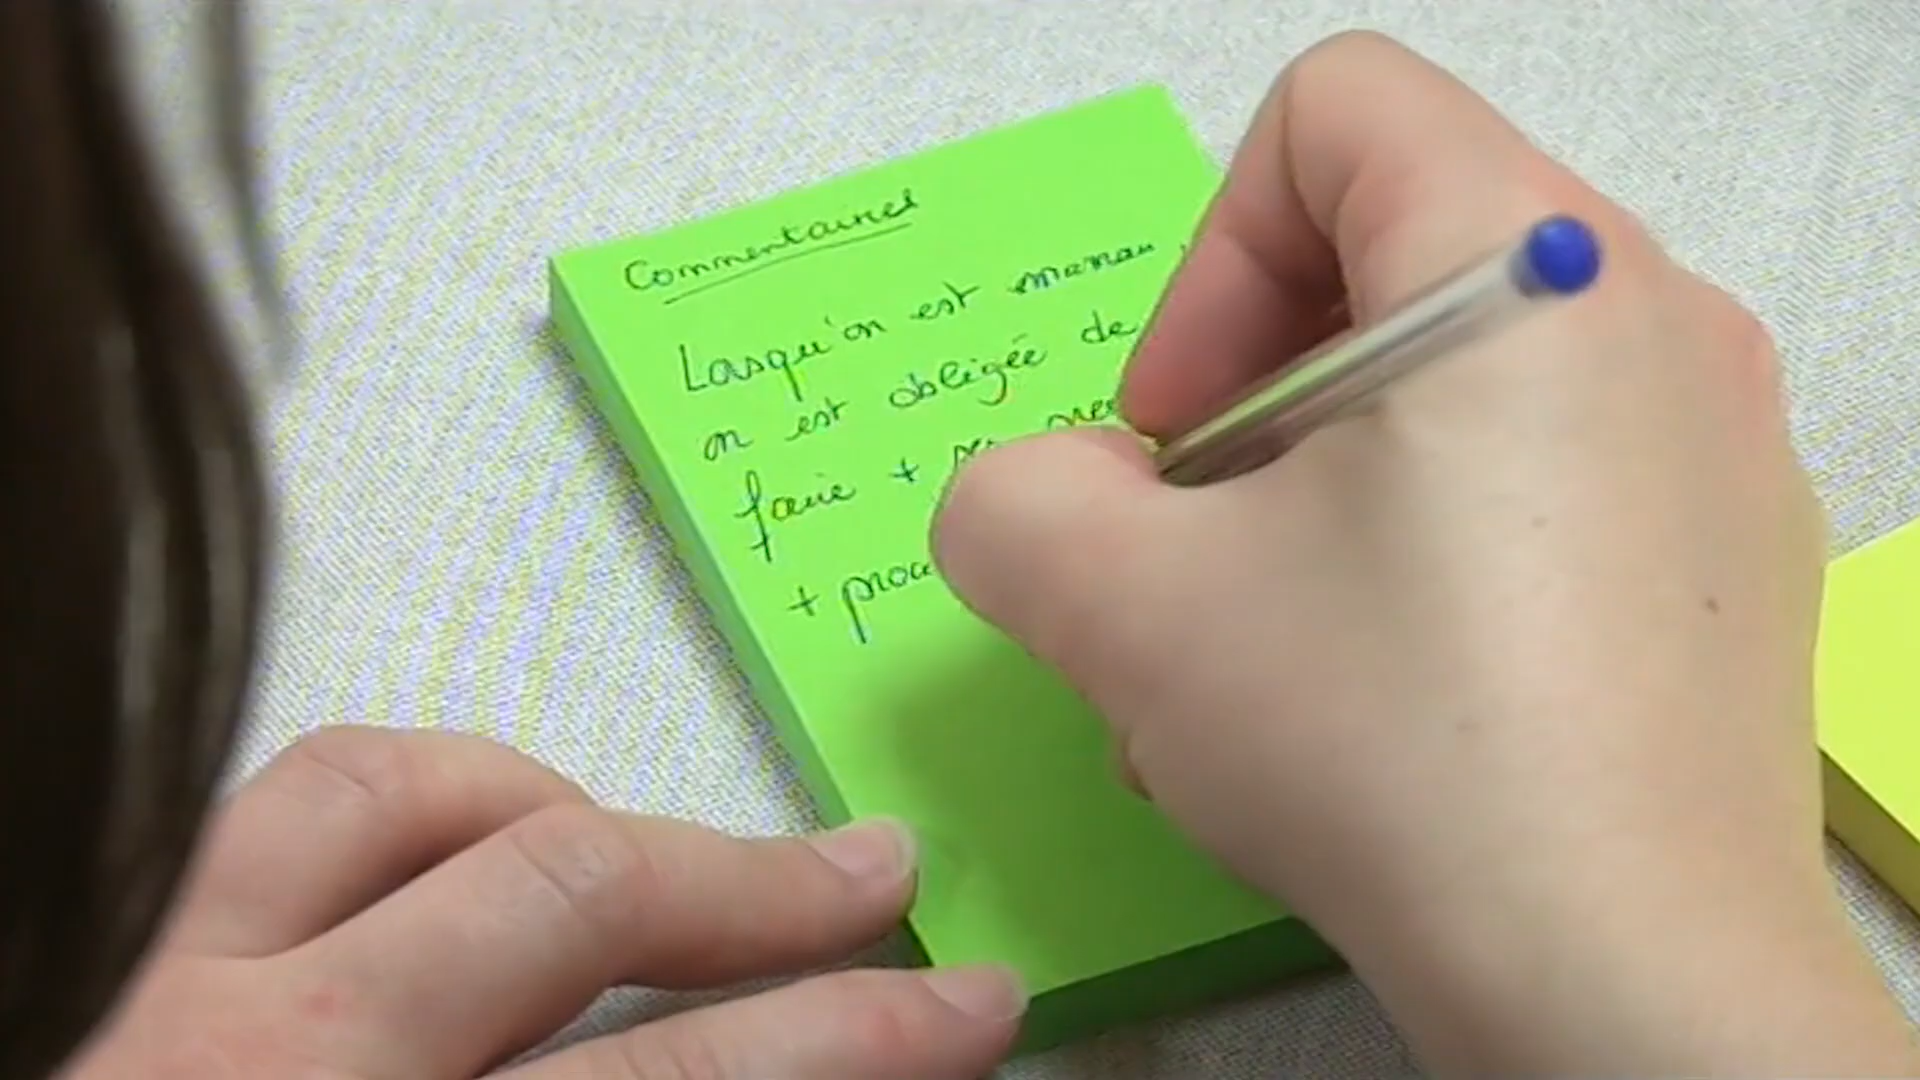 Commentaires
Lorsqu'on est maman,
on est obligée de
faire +
+